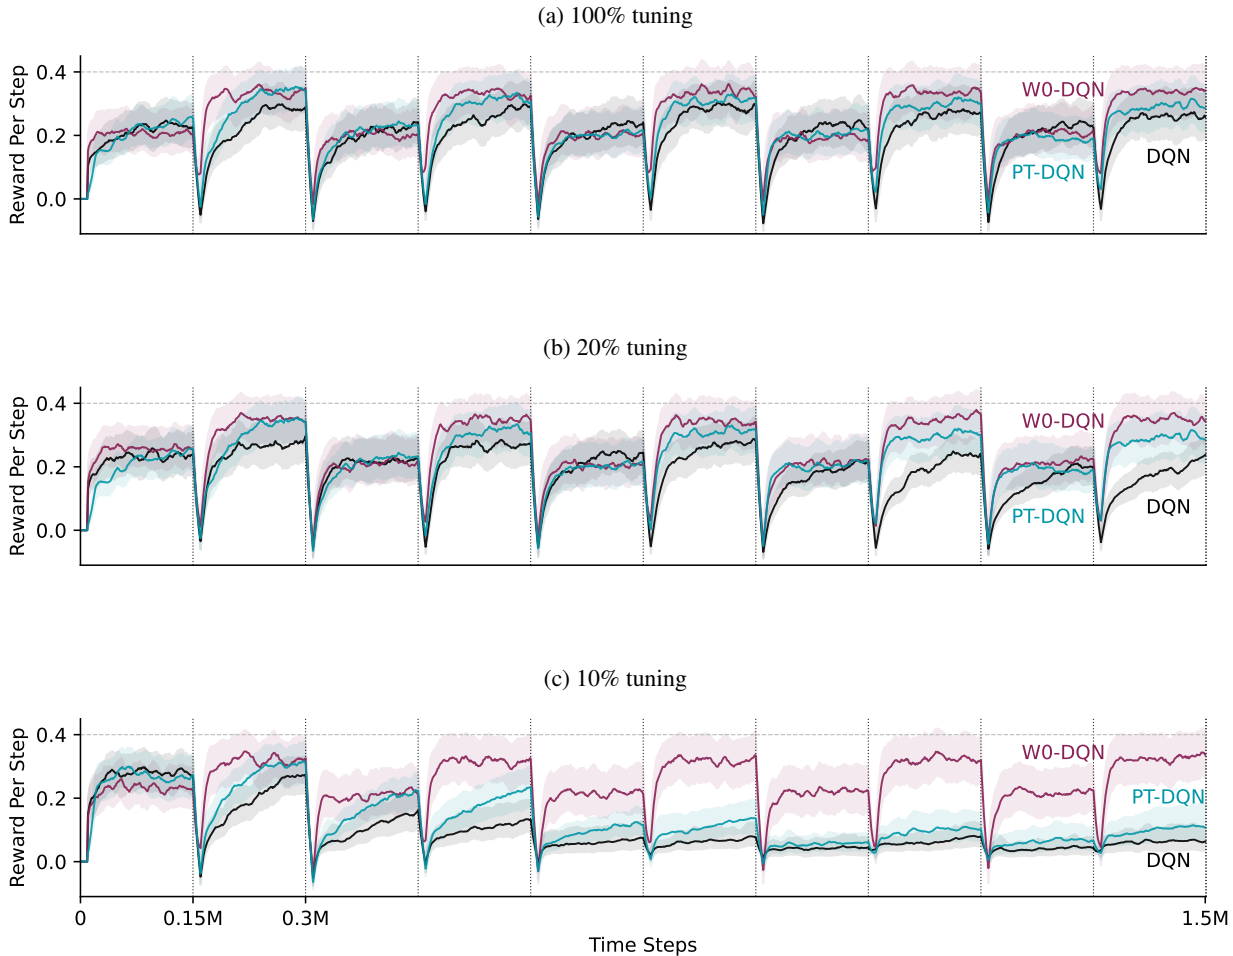 (a) 100% tuning
Reward Per Step
0.4
0.2
0.0
W0-DQN
DQN
PT-DQN
(b) 20% tuning
Reward Per Step
0.4
0.2
0.0
W0-DQN
DQN
PT-DQN
(c) 10% tuning
Reward Per Step
0.4
0.2
0.0
W0-DQN
PT-DQN
DQN
0 0.15M 0.3M 1.5M
Time Steps